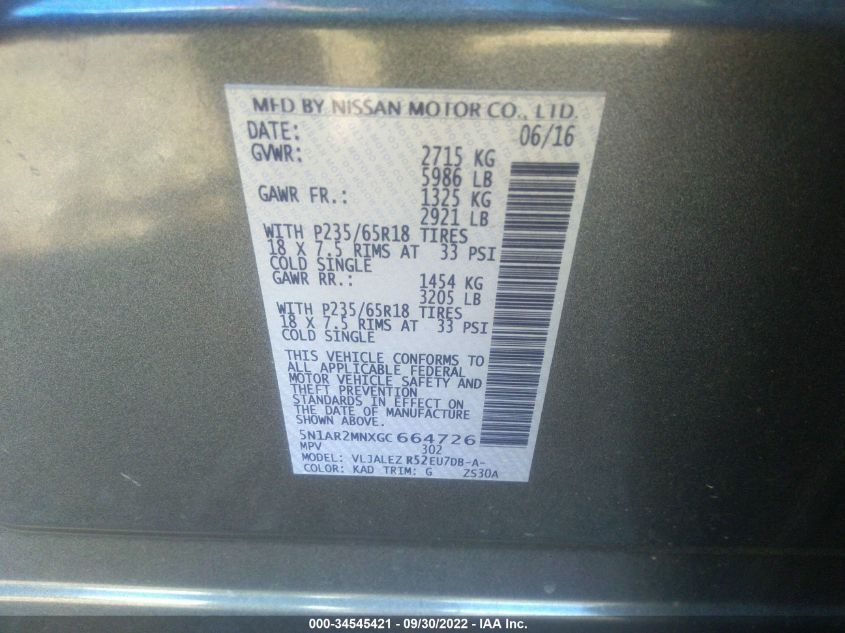 MFD BY NISSAN MOTOR CO., LTD.
DATE: 06/16
GVWR: 2715 KG
5986 LB
GAWR FR.: 1325 KG
2921 LB
WITH P235/65R18 TIRES
18 X 7.5 RIMS AT 33 PSI
COLD SINGLE
GAWR RR.: 1454 KG
3205 LB
WITH P235/65R18 TIRES
18 X 7.5 RIMS AT 33 PSI
COLD SINGLE
THIS VEHICLE CONFORMS TO
ALL APPLICABLE FEDERAL
MOTOR VEHICLE SAFETY AND
THEFT PREVENTION
STANDARDS IN EFFECT ON
THE DATE OF MANUFACTURE
SHOWN ABOVE.
5N1AR2MNXGC664726
MPV 302
MODEL: VLJALEZ R52EU7DB-A-
COLOR: KAD TRIM: G ZS30A
000-34545421 - 09/30/2022 - IAA Inc.